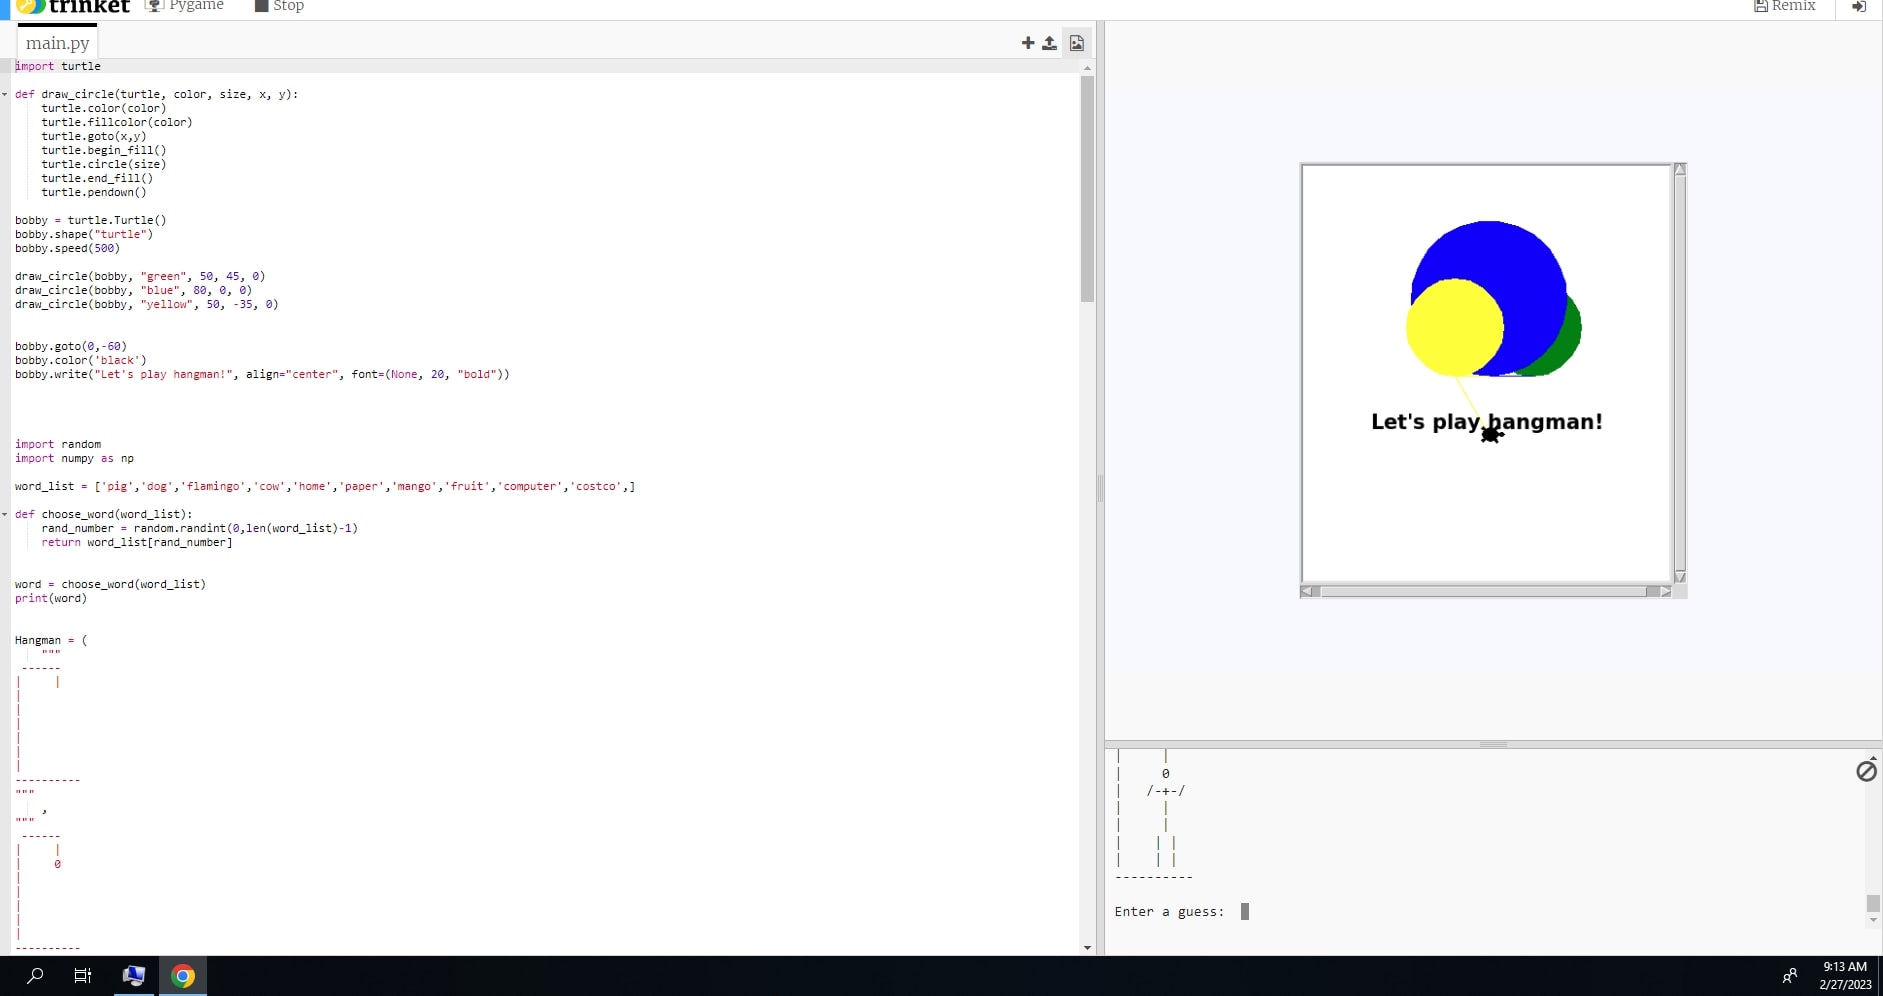 trinket Pygame Stop Remix
main.py
import turtle
def draw_circle(turtle, color, size, x, y):
    turtle.color(color)
    turtle.fillcolor(color)
    turtle.goto(x,y)
    turtle.begin_fill()
    turtle.circle(size)
    turtle.end_fill()
    turtle.pendown()
bobby = turtle.Turtle()
bobby.shape("turtle")
bobby.speed(500)
draw_circle(bobby, "green", 50, 45, 0)
draw_circle(bobby, "blue", 80, 0, 0)
draw_circle(bobby, "yellow", 50, -35, 0)
bobby.goto(0,-60)
bobby.color('black')
bobby.write("Let's play hangman!", align="center", font=(None, 20, "bold"))
import random
import numpy as np
word_list = ['pig','dog','flamingo','cow','home','paper','mango','fruit','computer','costco',]
def choose_word(word_list):
    rand_number = random.randint(0,len(word_list)-1)
    return word_list[rand_number]
word = choose_word(word_list)
print(word)
Hangman = (
    """
 ------
|     |
|
|
|
|
|
|
----------
"""
    ,
"""
 ------
|     |
|     0
|
|
|
|
|
----------
Let's play hangman!
|     |
|     0
|   /-+-/
|     |
|     |
|    | |
|    | |
----------
Enter a guess:
9:13 AM
2/27/2023